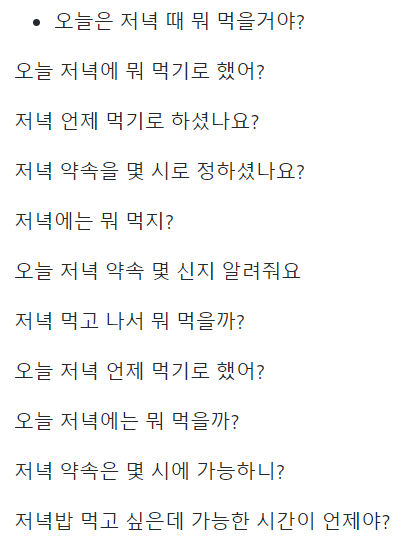 • 오늘은 저녁 때 뭐 먹을거야?
오늘 저녁에 뭐 먹기로 했어?
저녁 언제 먹기로 하셨나요?
저녁 약속을 몇 시로 정하셨나요?
저녁에는 뭐 먹지?
오늘 저녁 약속 몇 신지 알려줘요
저녁 먹고 나서 뭐 먹을까?
오늘 저녁 언제 먹기로 했어?
오늘 저녁에는 뭐 먹을까?
저녁 약속은 몇 시에 가능하니?
저녁밥 먹고 싶은데 가능한 시간이 언제야?